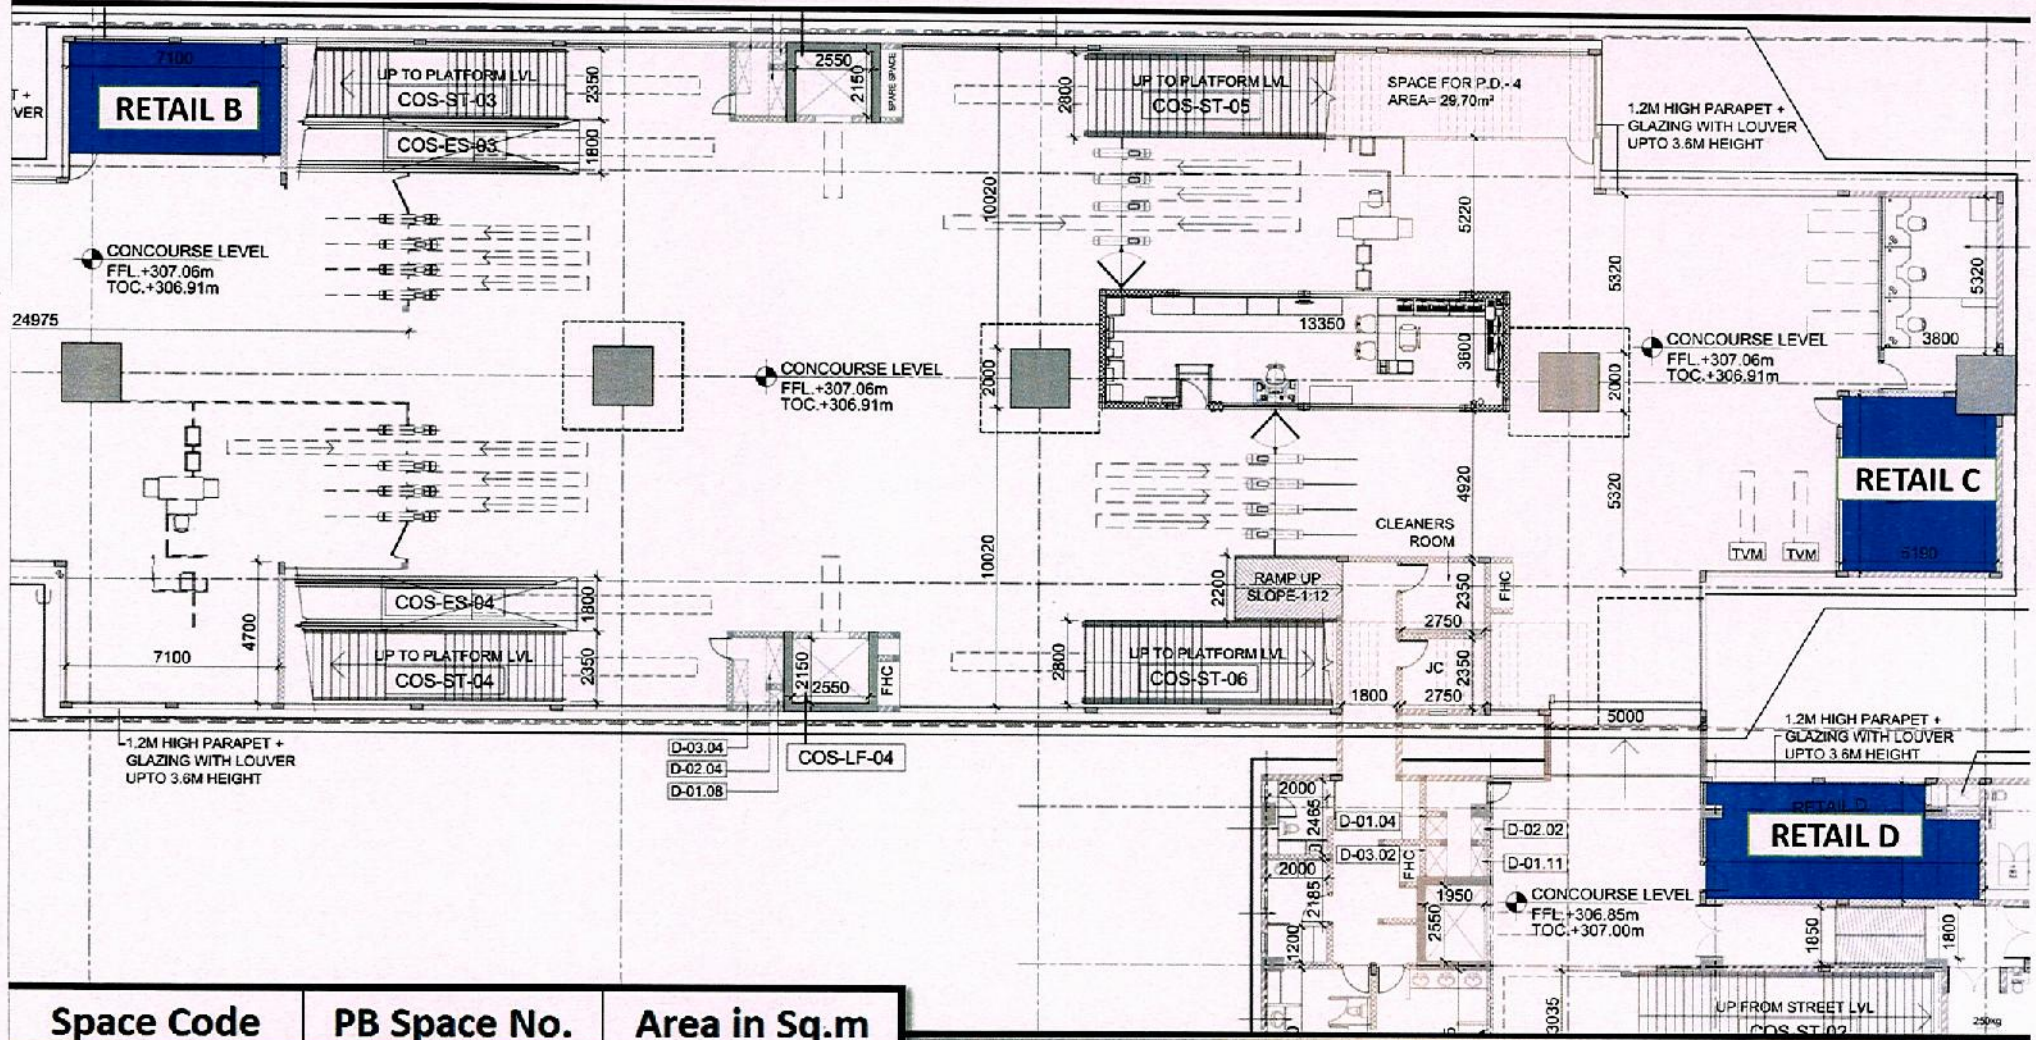 7100
RETAIL B
T +
VER
UP TO PLATFORM LVL
COS-ST-03
2350
COS-ES-03
1800
2550
2150
SPARE SPACE
2800
UP TO PLATFORM LVL
COS-ST-05
SPACE FOR P.D.- 4
AREA= 29.70m²
1.2M HIGH PARAPET +
GLAZING WITH LOUVER
UPTO 3.6M HEIGHT
10020
5220
5320
5320
3800
CONCOURSE LEVEL
FFL.+307.06m
TOC.+306.91m
24975
CONCOURSE LEVEL
FFL.+307.06m
TOC.+306.91m
2000
13350
3600
2000
CONCOURSE LEVEL
FFL.+307.06m
TOC.+306.91m
RETAIL C
5190
TVM
TVM
5320
4920
CLEANERS
ROOM
10020
2200
RAMP UP
SLOPE-1:12
2350
2750
FHC
COS-ES-04
1800
4700
7100
UP TO PLATFORM LVL
COS-ST-04
2350
2150
2550
FHC
2800
UP TO PLATFORM LVL
COS-ST-06
JC
2350
1800
2750
5000
1.2M HIGH PARAPET +
GLAZING WITH LOUVER
UPTO 3.6M HEIGHT
D-03.04
D-02.04
D-01.08
COS-LF-04
1.2M HIGH PARAPET +
GLAZING WITH LOUVER
UPTO 3.6M HEIGHT
2000
2465
D-01.04
D-02.02
D-03.02
FHC
D-01.11
2000
2185
1950
2550
1200
CONCOURSE LEVEL
FFL.+306.85m
TOC.+307.00m
RETAIL D
RETAIL D
1850
1800
3035
UP FROM STREET LVL
COS-ST-02
250kg
Space Code PB Space No. Area in Sq.m